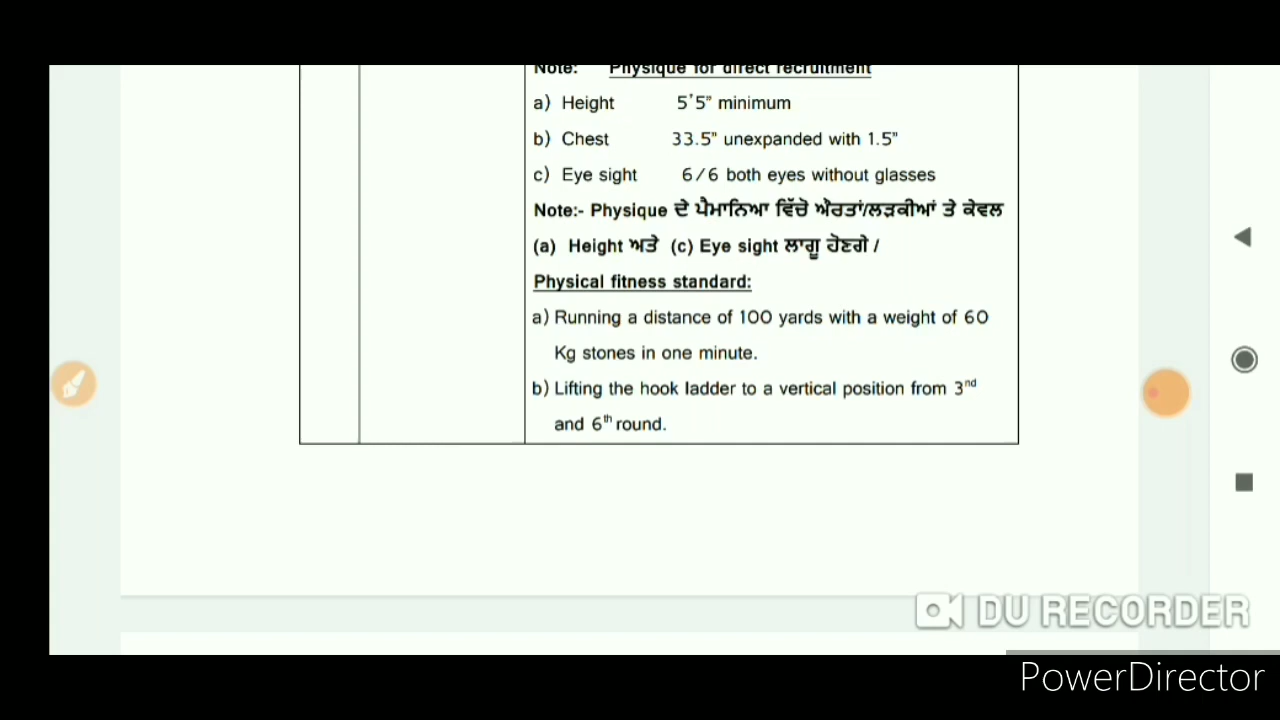 Note: Physique for direct recruitment
a) Height 5'5" minimum
b) Chest 33.5" unexpanded with 1.5"
c) Eye sight 6/6 both eyes without glasses
Note:- Physique ਦੇ ਪੈਮਾਨਿਆ ਵਿੱਚੋ ਔਰਤਾਂ/ਲੜਕੀਆਂ ਤੇ ਕੇਵਲ
(a) Height ਅਤੇ (c) Eye sight ਲਾਗੂ ਹੋਣਗੇ /
Physical fitness standard:
a) Running a distance of 100 yards with a weight of 60
Kg stones in one minute.
b) Lifting the hook ladder to a vertical position from 3nd
and 6th round.
DU RECORDER
PowerDirector